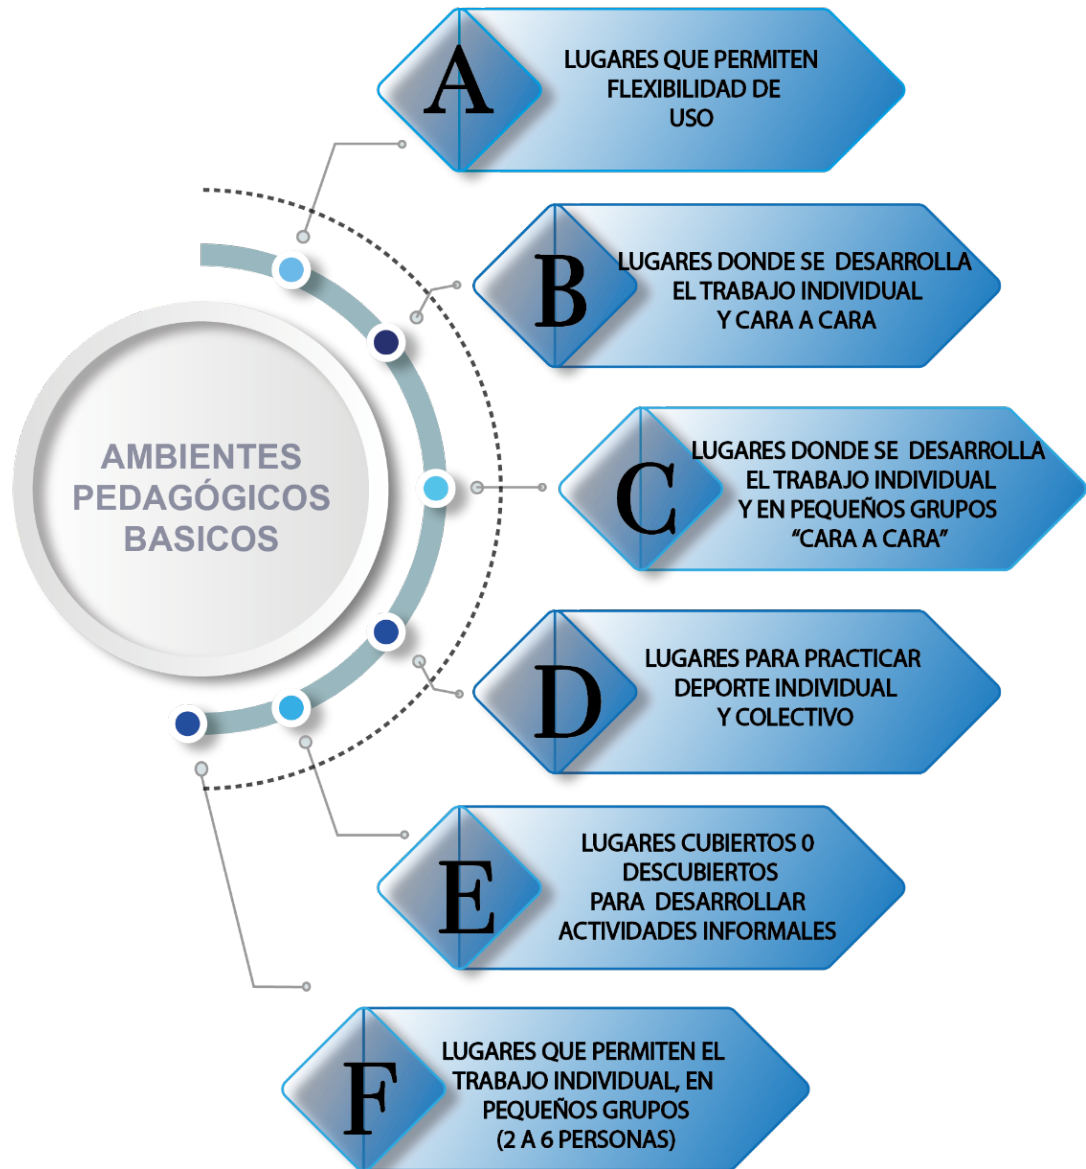 A
LUGARES QUE PERMITEN
FLEXIBILIDAD DE
USO
B
LUGARES DONDE SE DESARROLLA
EL TRABAJO INDIVIDUAL
Y CARA A CARA
AMBIENTES
PEDAGÓGICOS
BASICOS
C
LUGARES DONDE SE DESARROLLA
EL TRABAJO INDIVIDUAL
Y EN PEQUEÑOS GRUPOS
“CARA A CARA”
D
LUGARES PARA PRACTICAR
DEPORTE INDIVIDUAL
Y COLECTIVO
E
LUGARES CUBIERTOS 0
DESCUBIERTOS
PARA DESARROLLAR
ACTIVIDADES INFORMALES
F
LUGARES QUE PERMITEN EL
TRABAJO INDIVIDUAL, EN
PEQUEÑOS GRUPOS
(2 A 6 PERSONAS)